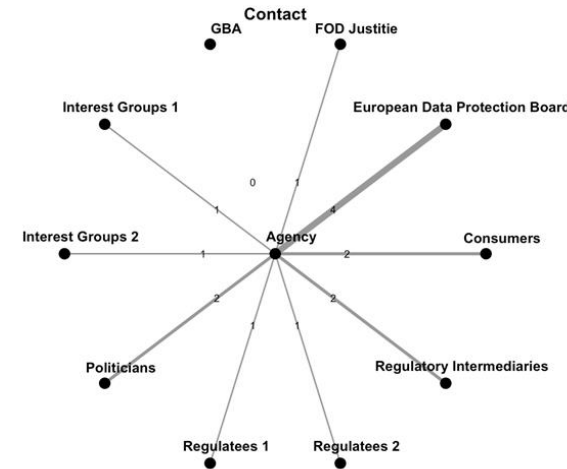 Contact
GBA
FOD Justitie
Interest Groups 1
European Data Protection Board
0
1
1
4
Interest Groups 2
Agency
Consumers
1
2
2
2
Politicians
1
1
Regulatory Intermediaries
Regulatees 1
Regulatees 2